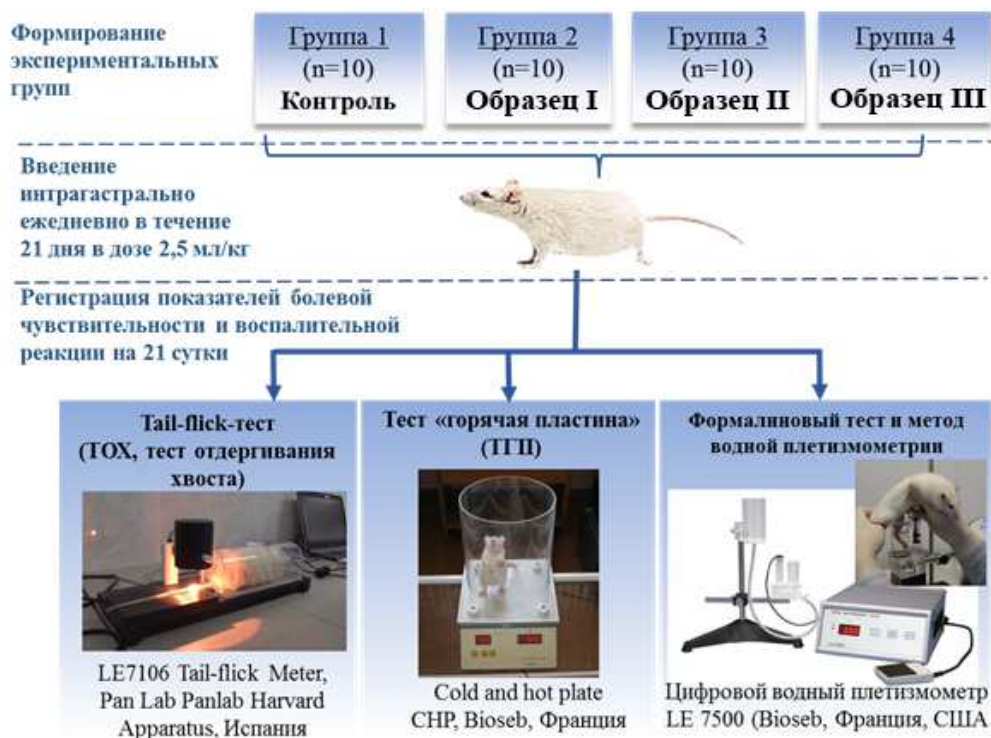 Формирование
экспериментальных
групп
Группа 1
(n=10)
Контроль
Группа 2
(n=10)
Образец I
Группа 3
(n=10)
Образец II
Группа 4
(n=10)
Образец III
Введение
интрагастрально
ежедневно в течение
21 дня в дозе 2,5 мл/кг
Регистрация показателей болевой
чувствительности и воспалительной
реакции на 21 сутки
Tail-flick-тест
(ТОХ, тест отдергивания
хвоста)
LE7106 Tail-flick Meter,
Pan Lab Panlab Harvard
Apparatus, Испания
Тест «горячая пластина»
(ТГП)
Cold and hot plate
CHP, Bioseb, Франция
Формалиновый тест и метод
водной плетизмометрии
Цифровой водный плетизмометр
LE 7500 (Bioseb, Франция, США